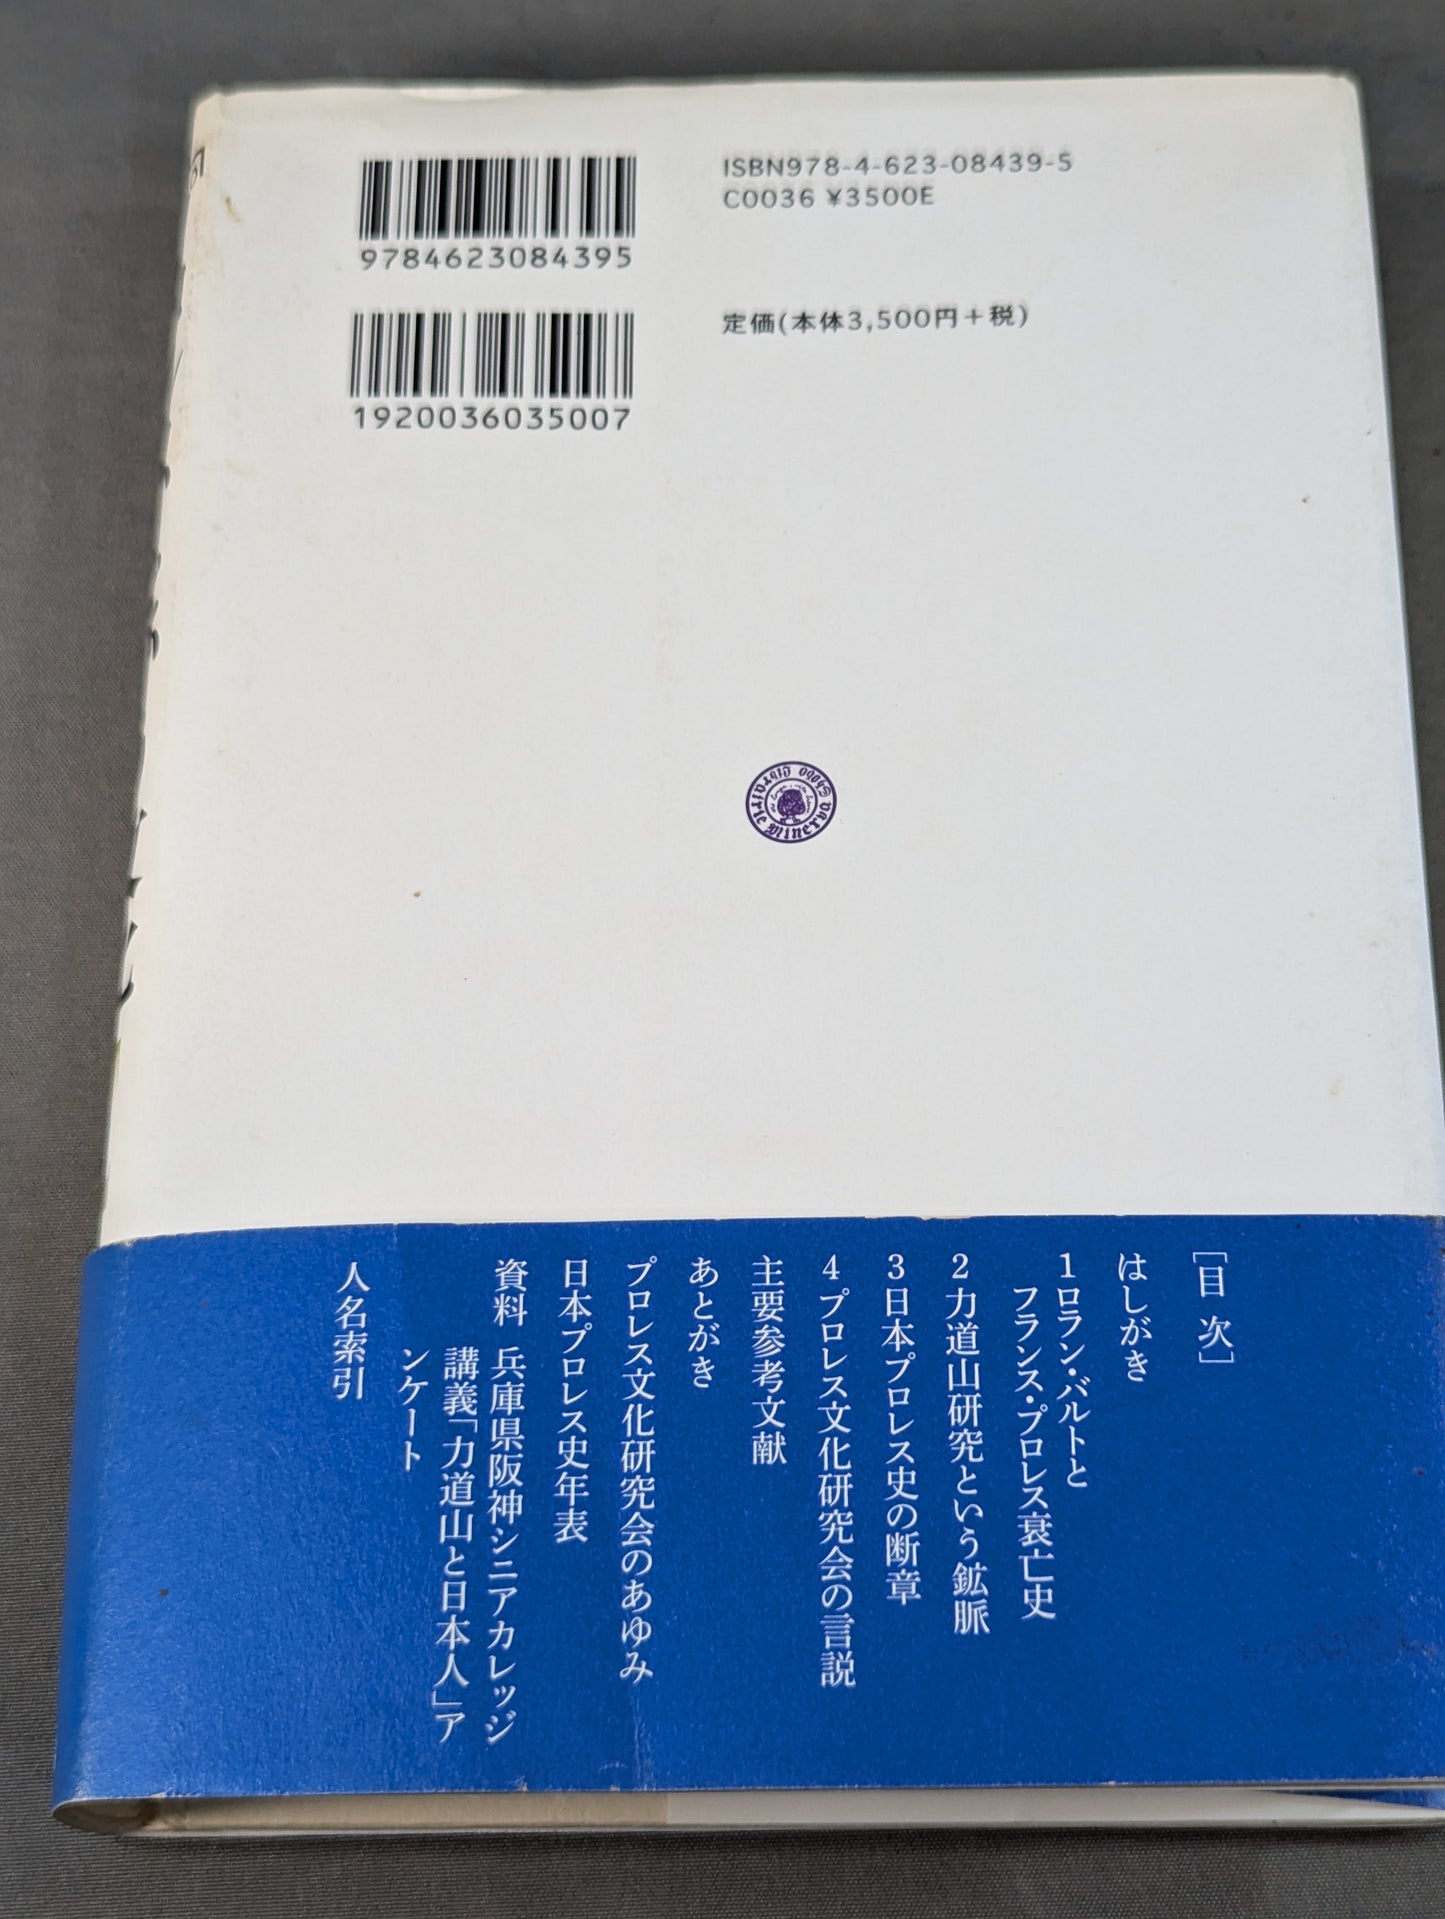 ISBN978-4-623-08439-5
C0036 ¥3500E
9784623084395
定価(本体3,500円+税)
1920036035007
Librairie Minerva Shobo
[目 次]
はしがき
1 ロラン・バルトと
フランス・プロレス衰亡史
2 力道山研究という鉱脈
3 日本プロレス史の断章
4 プロレス文化研究会の言説
主要参考文献
あとがき
プロレス文化研究会のあゆみ
日本プロレス史年表
資料 兵庫県阪神シニアカレッジ
講義「力道山と日本人」ア
ンケート
人名索引